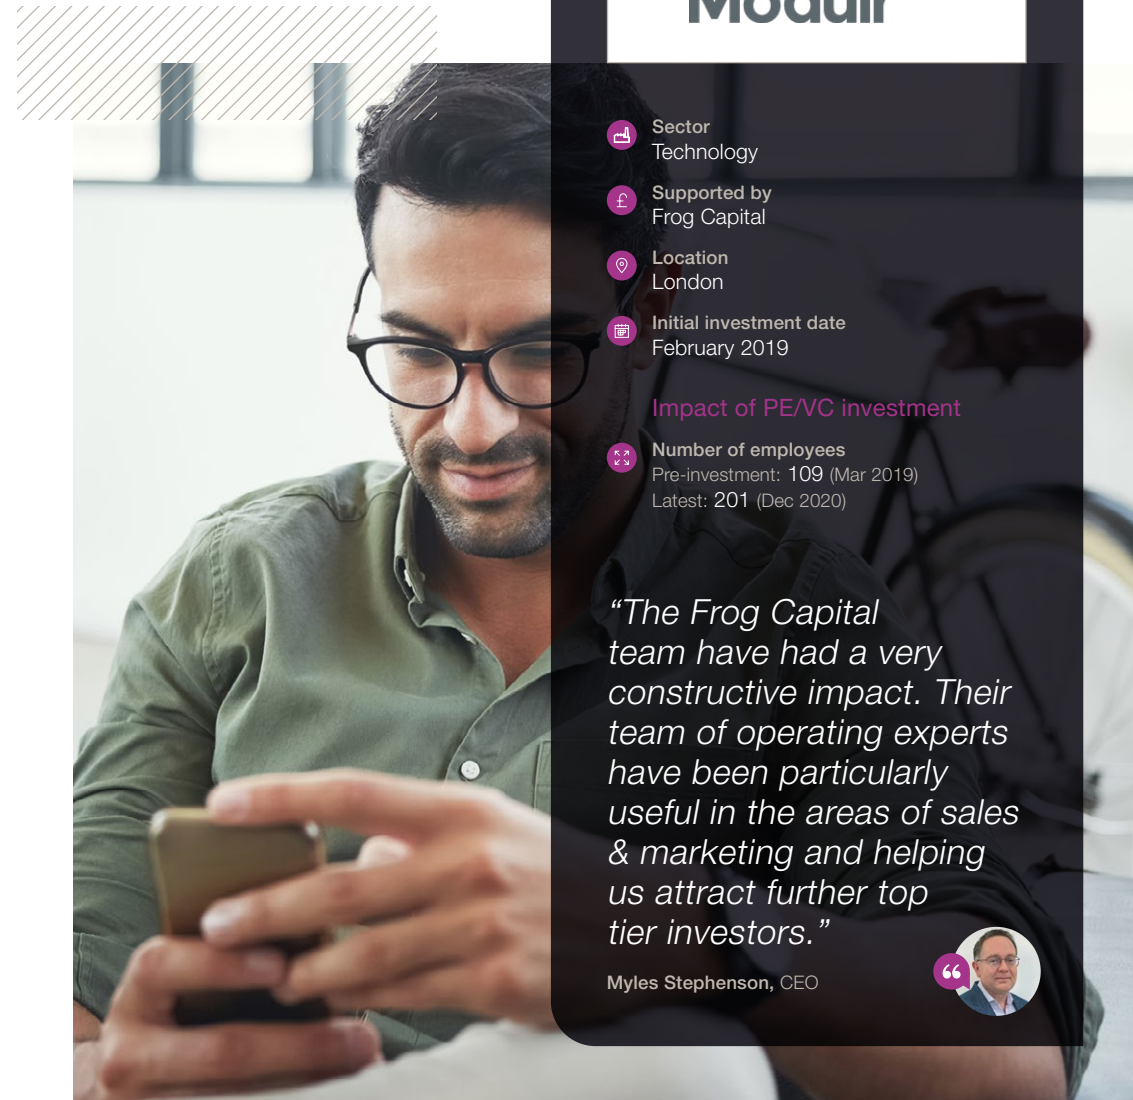 Modulr
Sector
Technology
Supported by
Frog Capital
Location
London
Initial investment date
February 2019
Impact of PE/VC investment
Number of employees
Pre-investment: 109 (Mar 2019)
Latest: 201 (Dec 2020)
“The Frog Capital
team have had a very
constructive impact. Their
team of operating experts
have been particularly
useful in the areas of sales
& marketing and helping
us attract further top
tier investors.”
Myles Stephenson, CEO